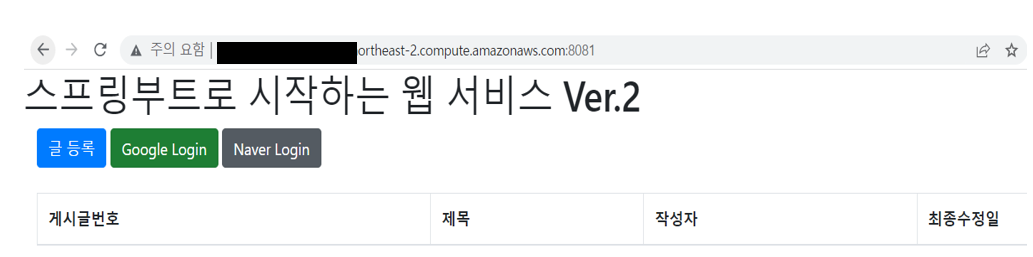 주의 요함 | ortheast-2.compute.amazonaws.com:8081
스프링부트로 시작하는 웹 서비스 Ver.2
글 등록 Google Login Naver Login
게시글번호 제목 작성자 최종수정일